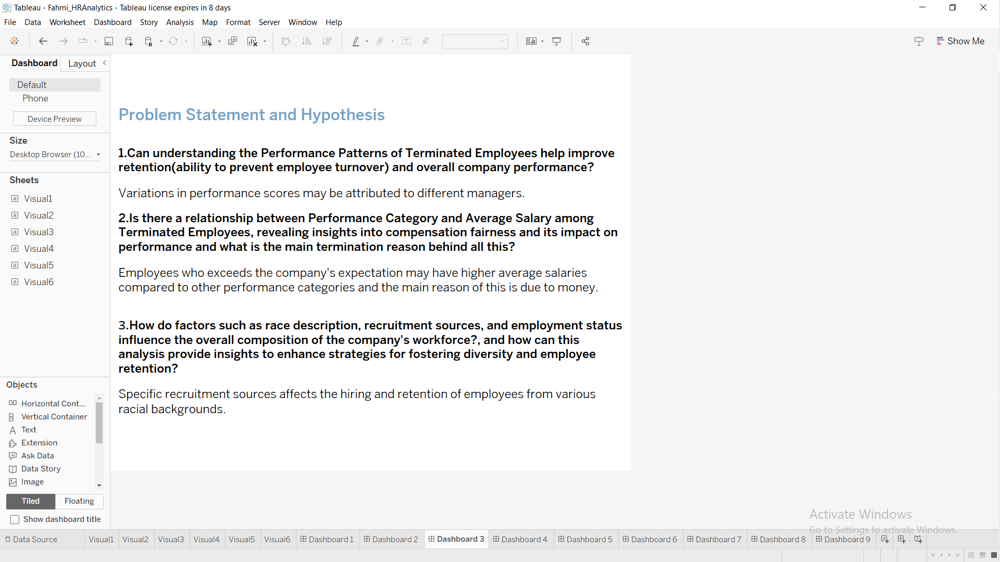 Tableau - Fahmi_HRAnalytics - Tableau license expires in 8 days
File Data Worksheet Dashboard Story Analysis Map Format Server Window Help
Show Me
Dashboard Layout
Default
Phone
Device Preview
Size
Desktop Browser (10...
Sheets
Visual1
Visual2
Visual3
Visual4
Visual5
Visual6
Objects
Horizontal Cont...
Vertical Container
Text
Extension
Ask Data
Data Story
Image
Tiled Floating
Show dashboard title
Problem Statement and Hypothesis
1.Can understanding the Performance Patterns of Terminated Employees help improve
retention(ability to prevent employee turnover) and overall company performance?
Variations in performance scores may be attributed to different managers.
2.Is there a relationship between Performance Category and Average Salary among
Terminated Employees, revealing insights into compensation fairness and its impact on
performance and what is the main termination reason behind all this?
Employees who exceeds the company's expectation may have higher average salaries
compared to other performance categories and the main reason of this is due to money.
3.How do factors such as race description, recruitment sources, and employment status
influence the overall composition of the company's workforce?, and how can this
analysis provide insights to enhance strategies for fostering diversity and employee
retention?
Specific recruitment sources affects the hiring and retention of employees from various
racial backgrounds.
Activate Windows
Go to Settings to activate Windows.
Data Source Visual1 Visual2 Visual3 Visual4 Visual5 Visual6 Dashboard 1 Dashboard 2 Dashboard 3 Dashboard 4 Dashboard 5 Dashboard 6 Dashboard 7 Dashboard 8 Dashboard 9